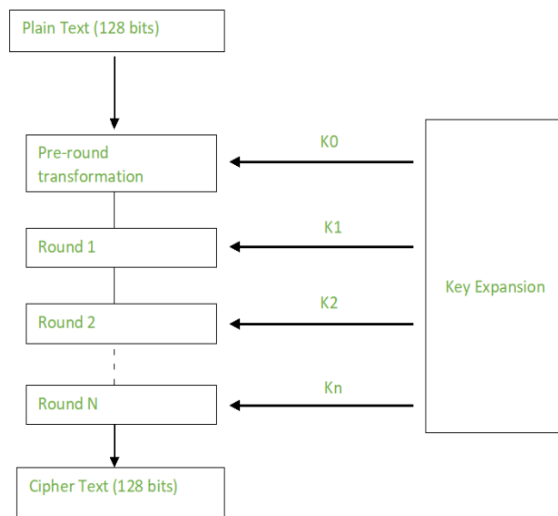 Plain Text (128 bits)
Pre-round
transformation
K0
Round 1
K1
Round 2
K2
Key Expansion
Round N
Kn
Cipher Text (128 bits)